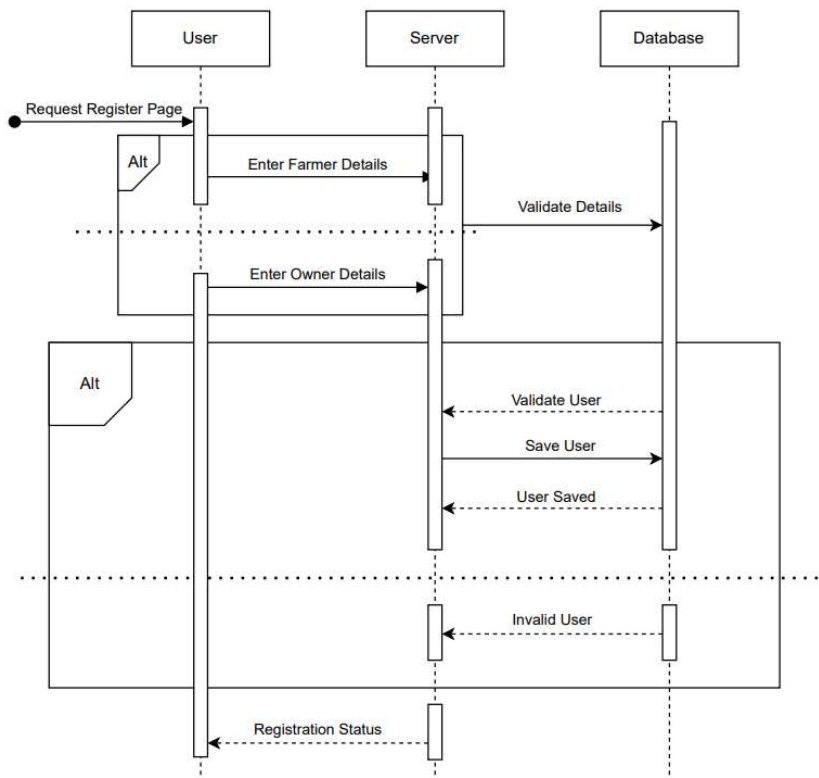 User
Server
Database
Request Register Page
Alt
Enter Farmer Details
Validate Details
Enter Owner Details
Alt
Validate User
Save User
User Saved
Invalid User
Registration Status